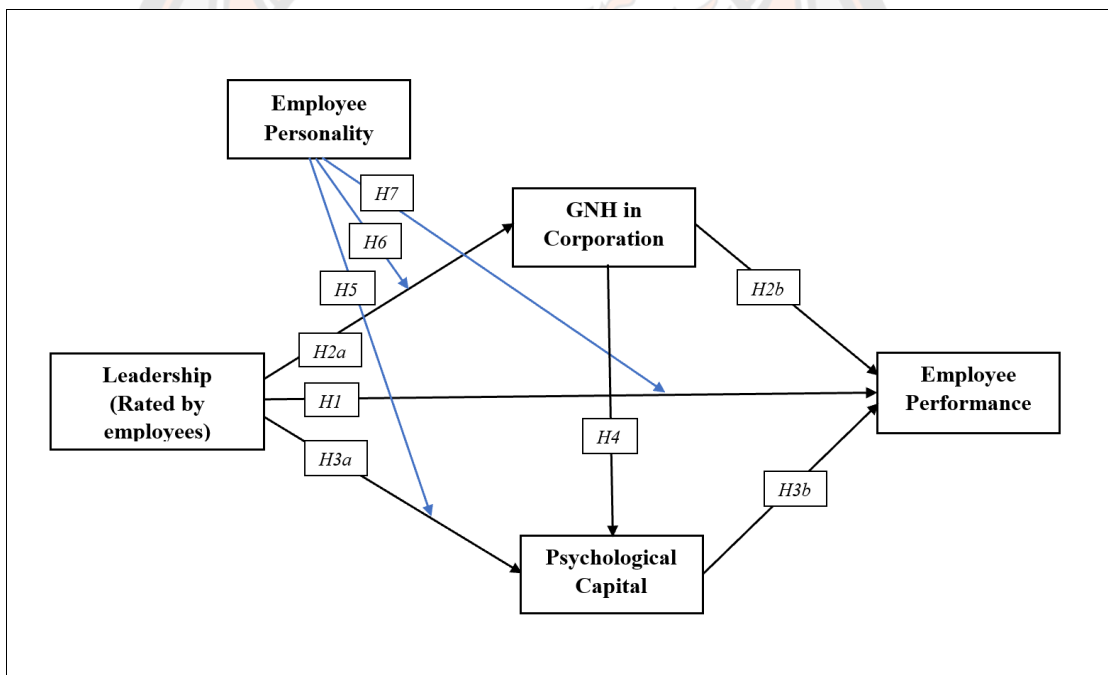 Employee
Personality
H7
GNH in
Corporation
H6
H5
H2b
H2a
Leadership
(Rated by
employees)
H1
Employee
Performance
H4
H3a
H3b
Psychological
Capital